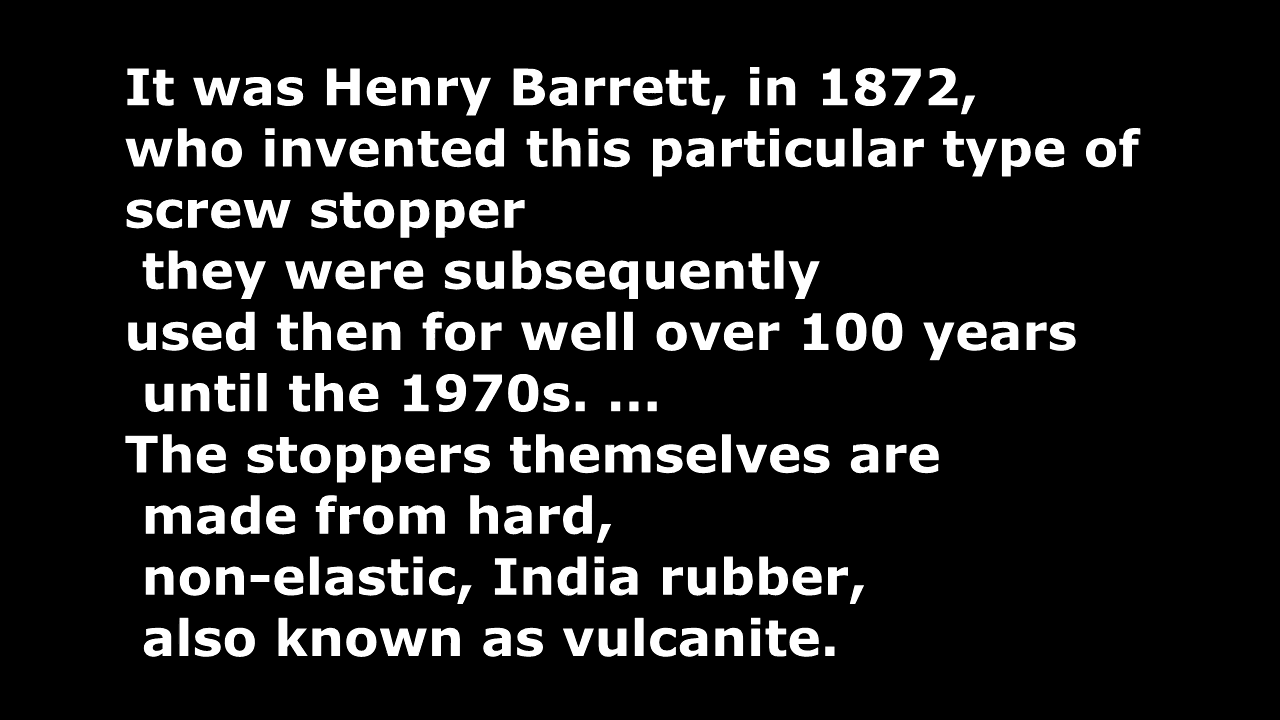 It was Henry Barrett, in 1872,
who invented this particular type of
screw stopper
they were subsequently
used then for well over 100 years
until the 1970s. ...
The stoppers themselves are
made from hard,
non-elastic, India rubber,
also known as vulcanite.